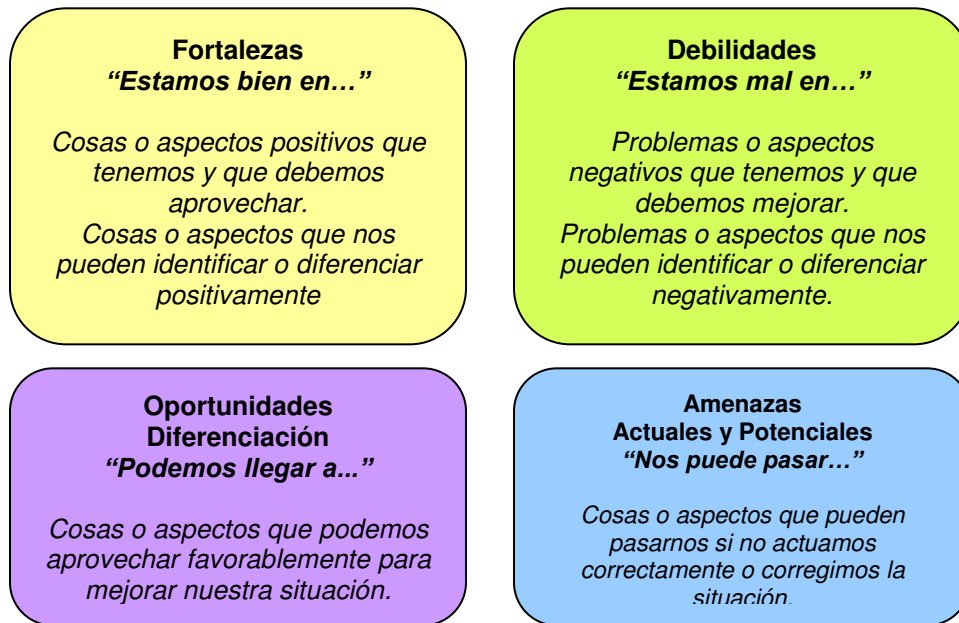 Fortalezas
“Estamos bien en…”
Cosas o aspectos positivos que
tenemos y que debemos
aprovechar.
Cosas o aspectos que nos
pueden identificar o diferenciar
positivamente
Debilidades
“Estamos mal en…”
Problemas o aspectos
negativos que tenemos y que
debemos mejorar.
Problemas o aspectos que nos
pueden identificar o diferenciar
negativamente.
Oportunidades
Diferenciación
“Podemos llegar a...”
Cosas o aspectos que podemos
aprovechar favorablemente para
mejorar nuestra situación.
Amenazas
Actuales y Potenciales
“Nos puede pasar…”
Cosas o aspectos que pueden
pasarnos si no actuamos
correctamente o corregimos la
situación.